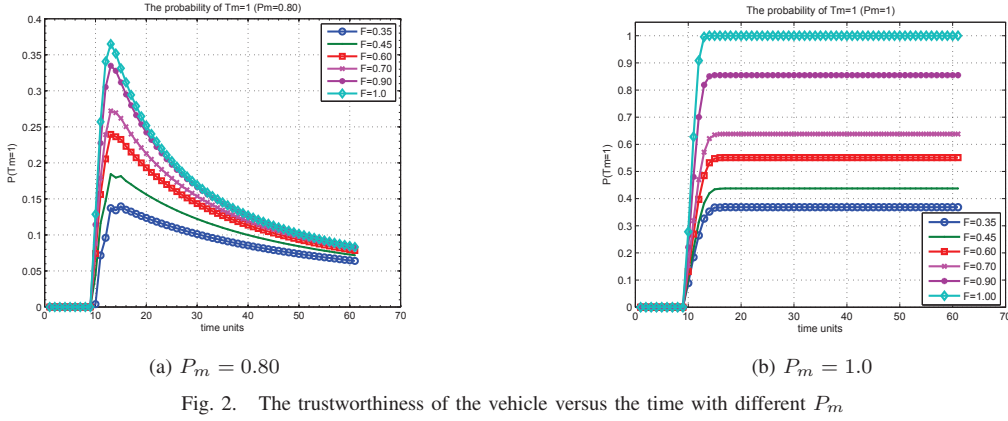 The probability of Tm=1 (Pm=0.80)
P(Tm=1)
0.4
0.35
0.3
0.25
0.2
0.15
0.1
0.05
0
0 10 20 30 40 50 60 70
time units
F=0.35
F=0.45
F=0.60
F=0.70
F=0.90
F=1.0
(a) P_m = 0.80
The probability of Tm=1 (Pm=1)
P(Tm=1)
1
0.9
0.8
0.7
0.6
0.5
0.4
0.3
0.2
0.1
0
0 10 20 30 40 50 60 70
time units
F=0.35
F=0.45
F=0.60
F=0.70
F=0.90
F=1.00
(b) P_m = 1.0
Fig. 2. The trustworthiness of the vehicle versus the time with different P_m